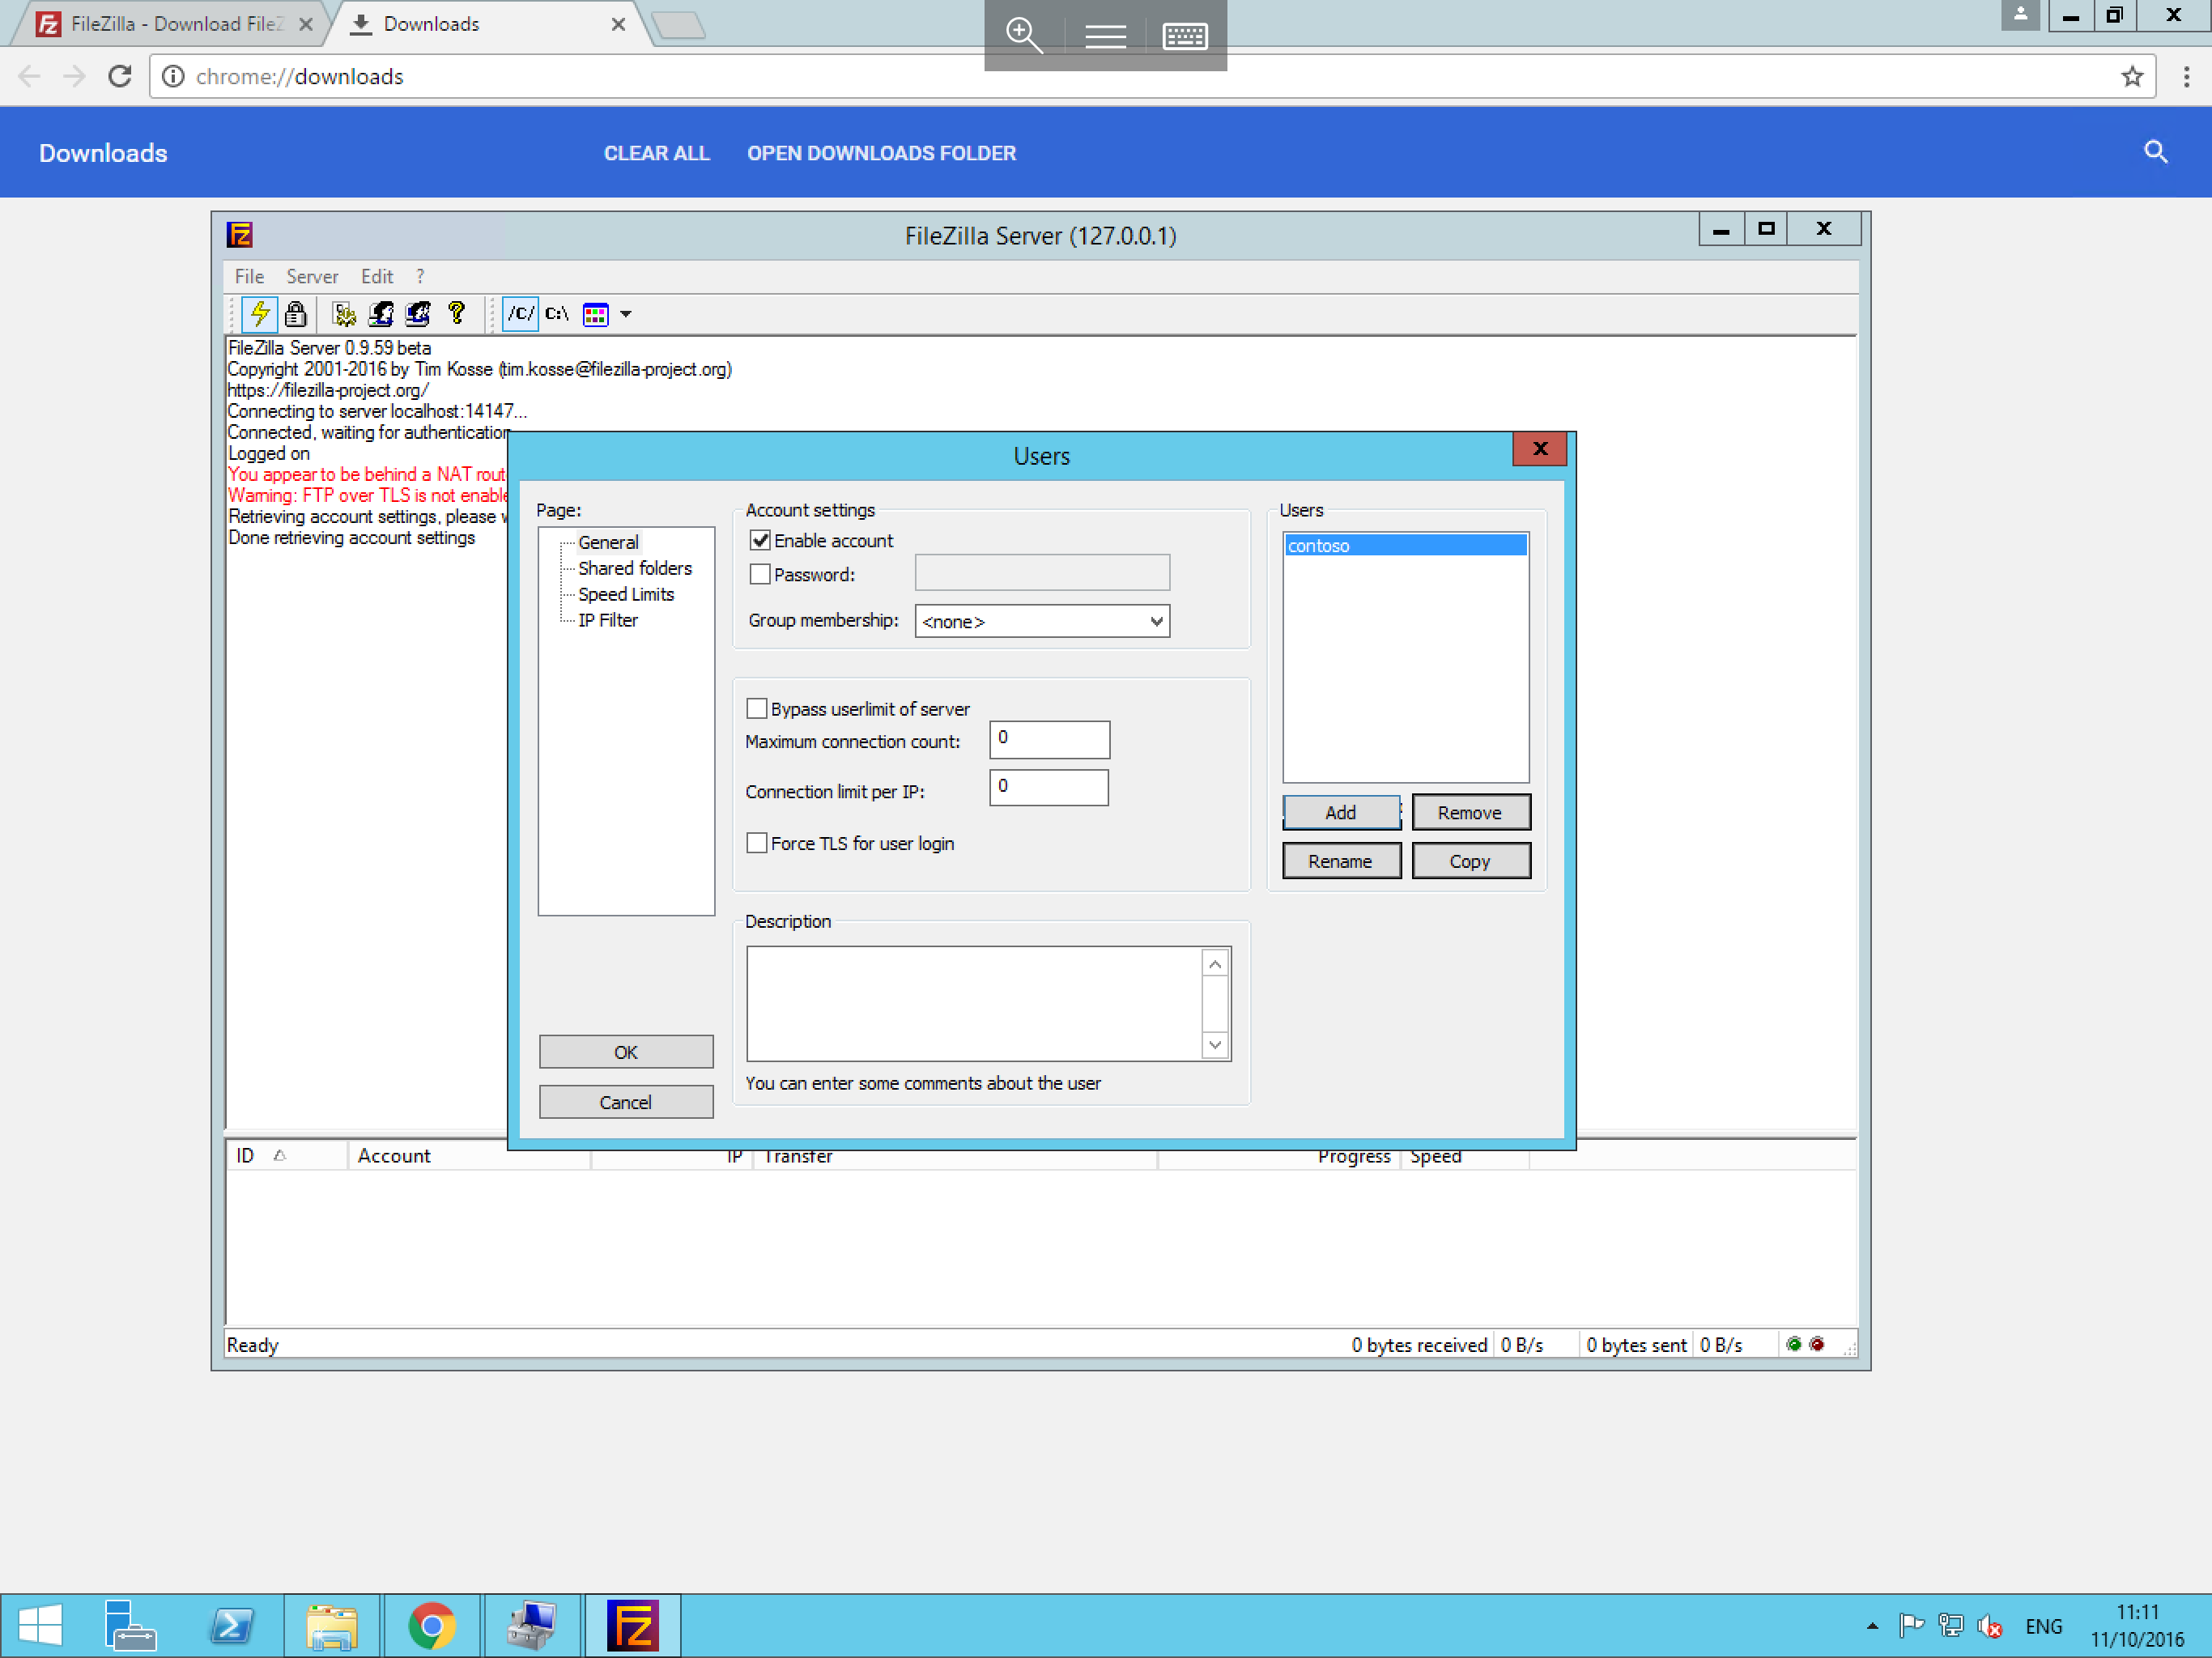 FileZilla - Download FileZ
Downloads
chrome://downloads
Downloads
CLEAR ALL
OPEN DOWNLOADS FOLDER
FileZilla Server (127.0.0.1)
File Server Edit ?
/C/ C:\
FileZilla Server 0.9.59 beta
Copyright 2001-2016 by Tim Kosse (tim.kosse@filezilla-project.org)
https://filezilla-project.org/
Connecting to server localhost:14147...
Connected, waiting for authentication
Logged on
You appear to be behind a NAT rout
Warning: FTP over TLS is not enable
Retrieving account settings, please w
Done retrieving account settings
Users
Page:
General
Shared folders
Speed Limits
IP Filter
OK
Cancel
Account settings
Enable account
Password:
Group membership: <none>
Bypass userlimit of server
Maximum connection count: 0
Connection limit per IP: 0
Force TLS for user login
Description
You can enter some comments about the user
Users
contoso
Add Remove
Rename Copy
ID Account IP Transfer Progress Speed
Ready 0 bytes received 0 B/s 0 bytes sent 0 B/s
ENG
11:11
11/10/2016